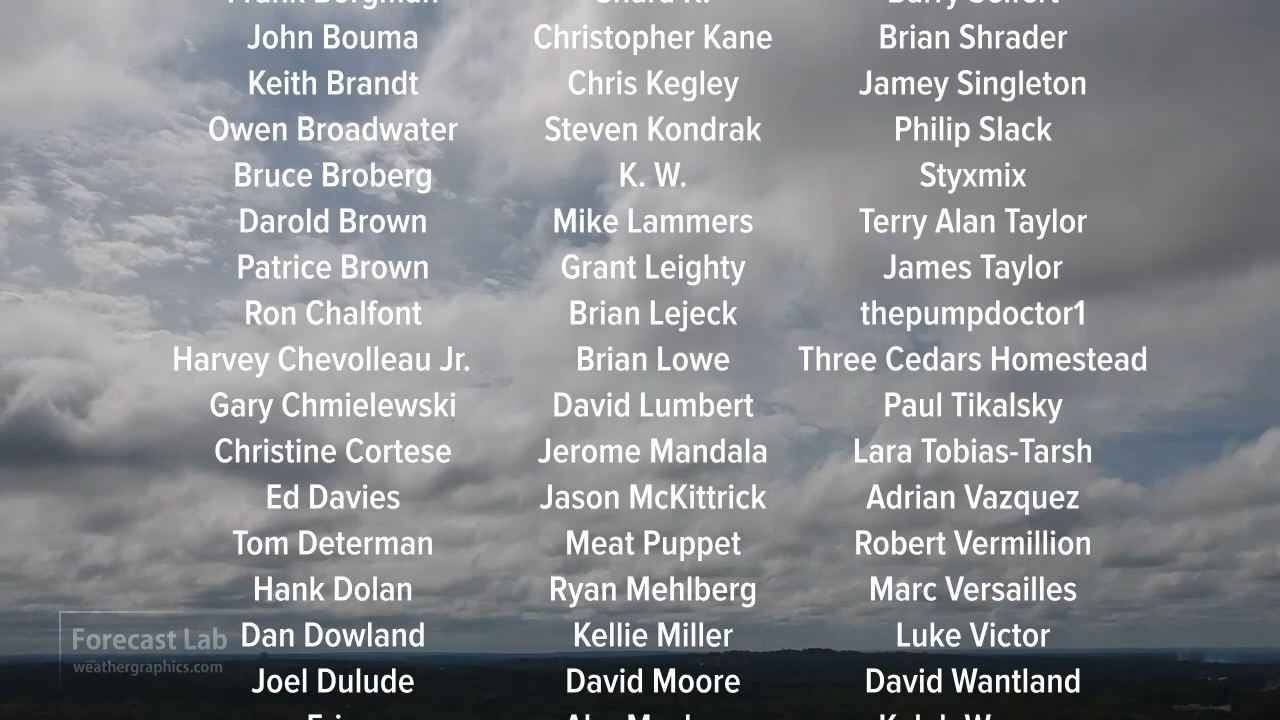 John Bouma
Keith Brandt
Owen Broadwater
Bruce Broberg
Darold Brown
Patrice Brown
Ron Chalfont
Harvey Chevolleau Jr.
Gary Chmielewski
Christine Cortese
Ed Davies
Tom Determan
Hank Dolan
Dan Dowland
Joel Dulude
Christopher Kane
Chris Kegley
Steven Kondrak
K. W.
Mike Lammers
Grant Leighty
Brian Lejeck
Brian Lowe
David Lumbert
Jerome Mandala
Jason McKittrick
Meat Puppet
Ryan Mehlberg
Kellie Miller
David Moore
Brian Shrader
Jamey Singleton
Philip Slack
Styxmix
Terry Alan Taylor
James Taylor
thepumpdoctor1
Three Cedars Homestead
Paul Tikalsky
Lara Tobias-Tarsh
Adrian Vazquez
Robert Vermillion
Marc Versailles
Luke Victor
David Wantland
Forecast Lab
weathergraphics.com